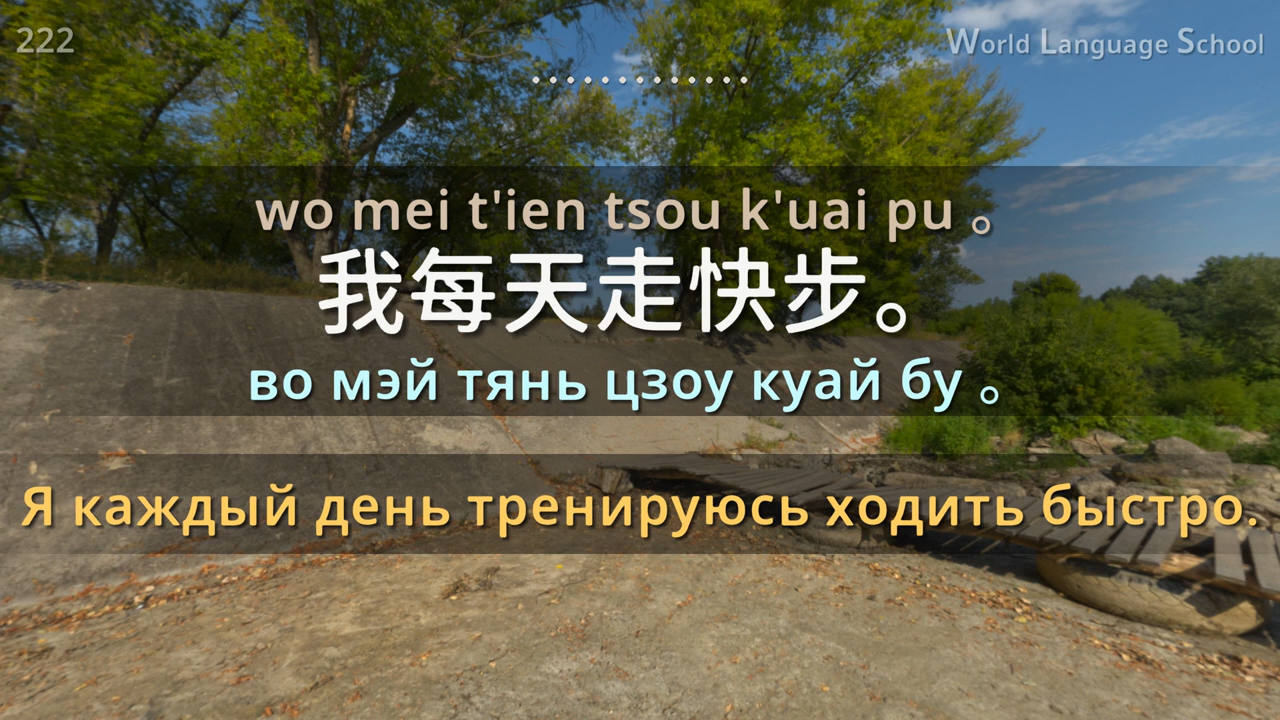 222
World Language School
wo mei t'ien tsou k'uai pu 。
我每天走快步。
во мэй тянь цзоу куай бу 。
Я каждый день тренируюсь ходить быстро.